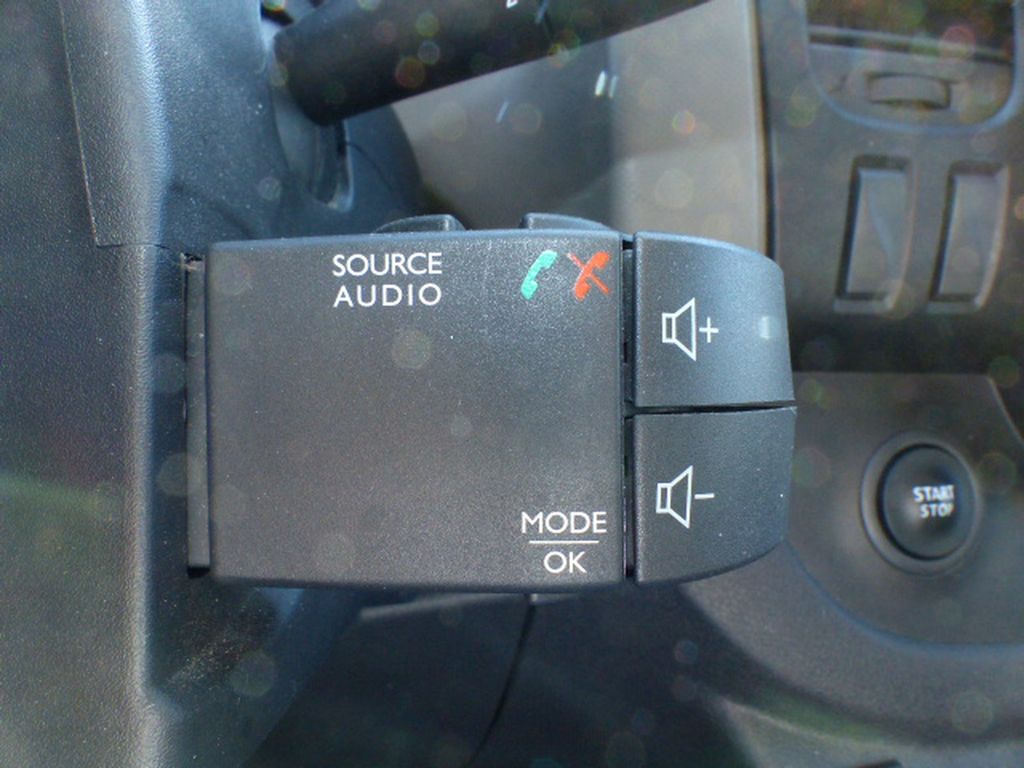 SOURCE
AUDIO
+
-
START
STOP
MODE
OK